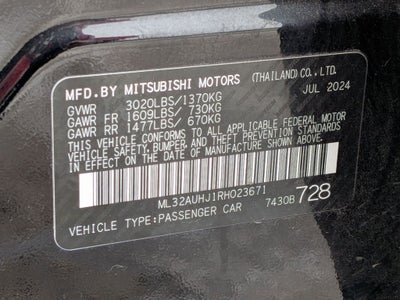 MFD.BY MITSUBISHI MOTORS (THAILAND) CO., LTD.
JUL 2024
GVWR 3020LBS/1370KG
GAWR FR 1609LBS/ 730KG
GAWR RR 1477LBS/ 670KG
THIS VEHICLE CONFORMS TO ALL APPLICABLE
FEDERAL MOTOR VEHICLE
SAFETY, BUMPER, AND THEFT PREVENTION STANDARDS
IN EFFECT ON THE DATE OF MANUFACTURE
SHOWN ABOVE.
ML32AUHJ1RH023671
VEHICLE TYPE:PASSENGER CAR 7430B 728